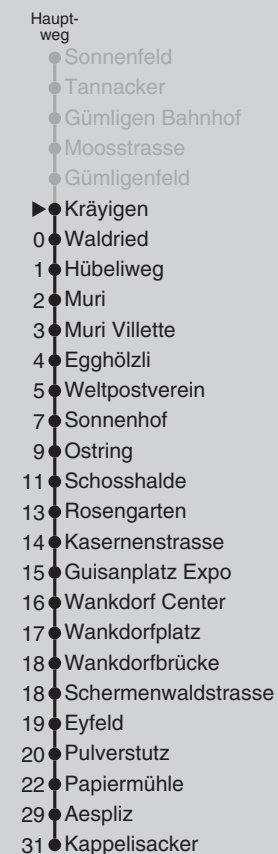 Haupt-
weg
Sonnenfeld
Tannacker
Gümligen Bahnhof
Moosstrasse
Gümligenfeld
Kräyigen
0 Waldried
1 Hübeliweg
2 Muri
3 Muri Villette
4 Egghölzli
5 Weltpostverein
7 Sonnenhof
9 Ostring
11 Schosshalde
13 Rosengarten
14 Kasernenstrasse
15 Guisanplatz Expo
16 Wankdorf Center
17 Wankdorfplatz
18 Wankdorfbrücke
18 Schermenwaldstrasse
19 Eyfeld
20 Pulverstutz
22 Papiermühle
29 Aespliz
31 Kappelisacker